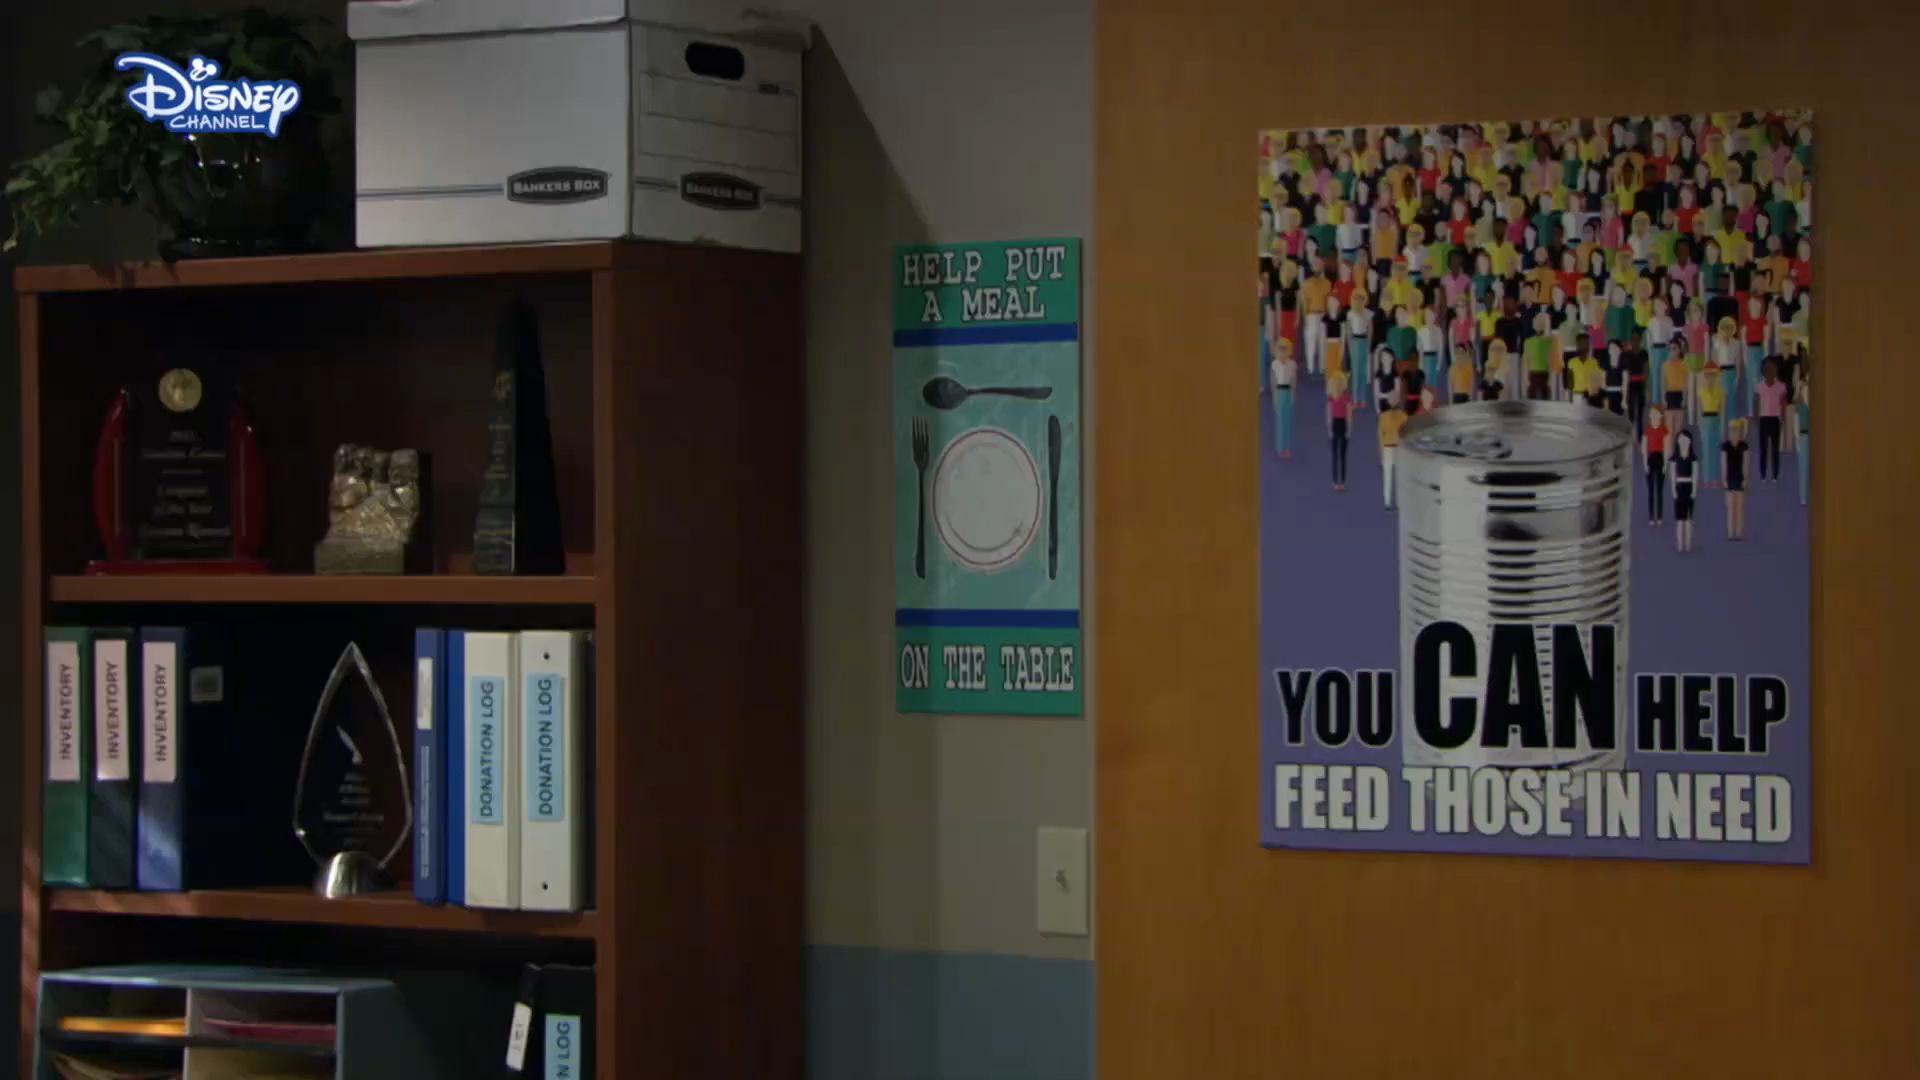 Disney
CHANNEL
BANKERS BOX
BANKERS BOX
HELP PUT
A MEAL
ON THE TABLE
YOU CAN HELP
FEED THOSE IN NEED
INVENTORY
INVENTORY
INVENTORY
DONATION LOG
DONATION LOG
N LOG